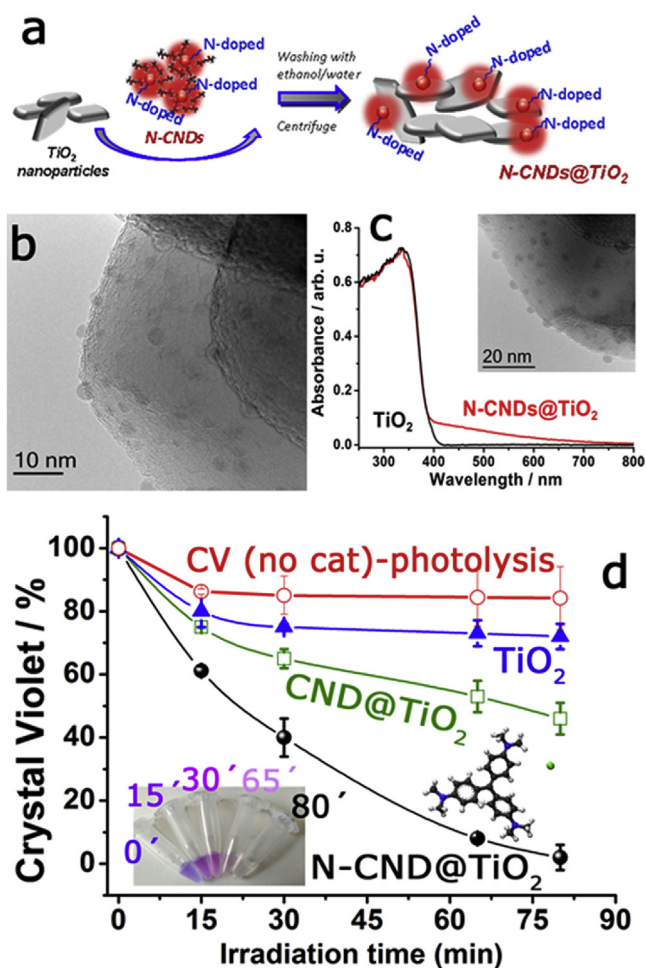 a
N-doped
N-doped
N-doped
N-CNDs
TiO₂
nanoparticles
Washing with
ethanol/water
Centrifuge
N-doped
N-doped
N-doped
N-doped
N-doped
N-CNDs@TiO₂
b
10 nm
c
Absorbance / arb. u.
0.8
0.6
0.4
0.2
0.0
TiO₂
N-CNDs@TiO₂
20 nm
300 400 500 600 700 800
Wavelength / nm
d
Crystal Violet / %
100
80
60
40
20
0
CV (no cat)-photolysis
TiO₂
CND@TiO₂
N-CND@TiO₂
0´
15´
30´
65´
80´
0 15 30 45 60 75 90
Irradiation time (min)